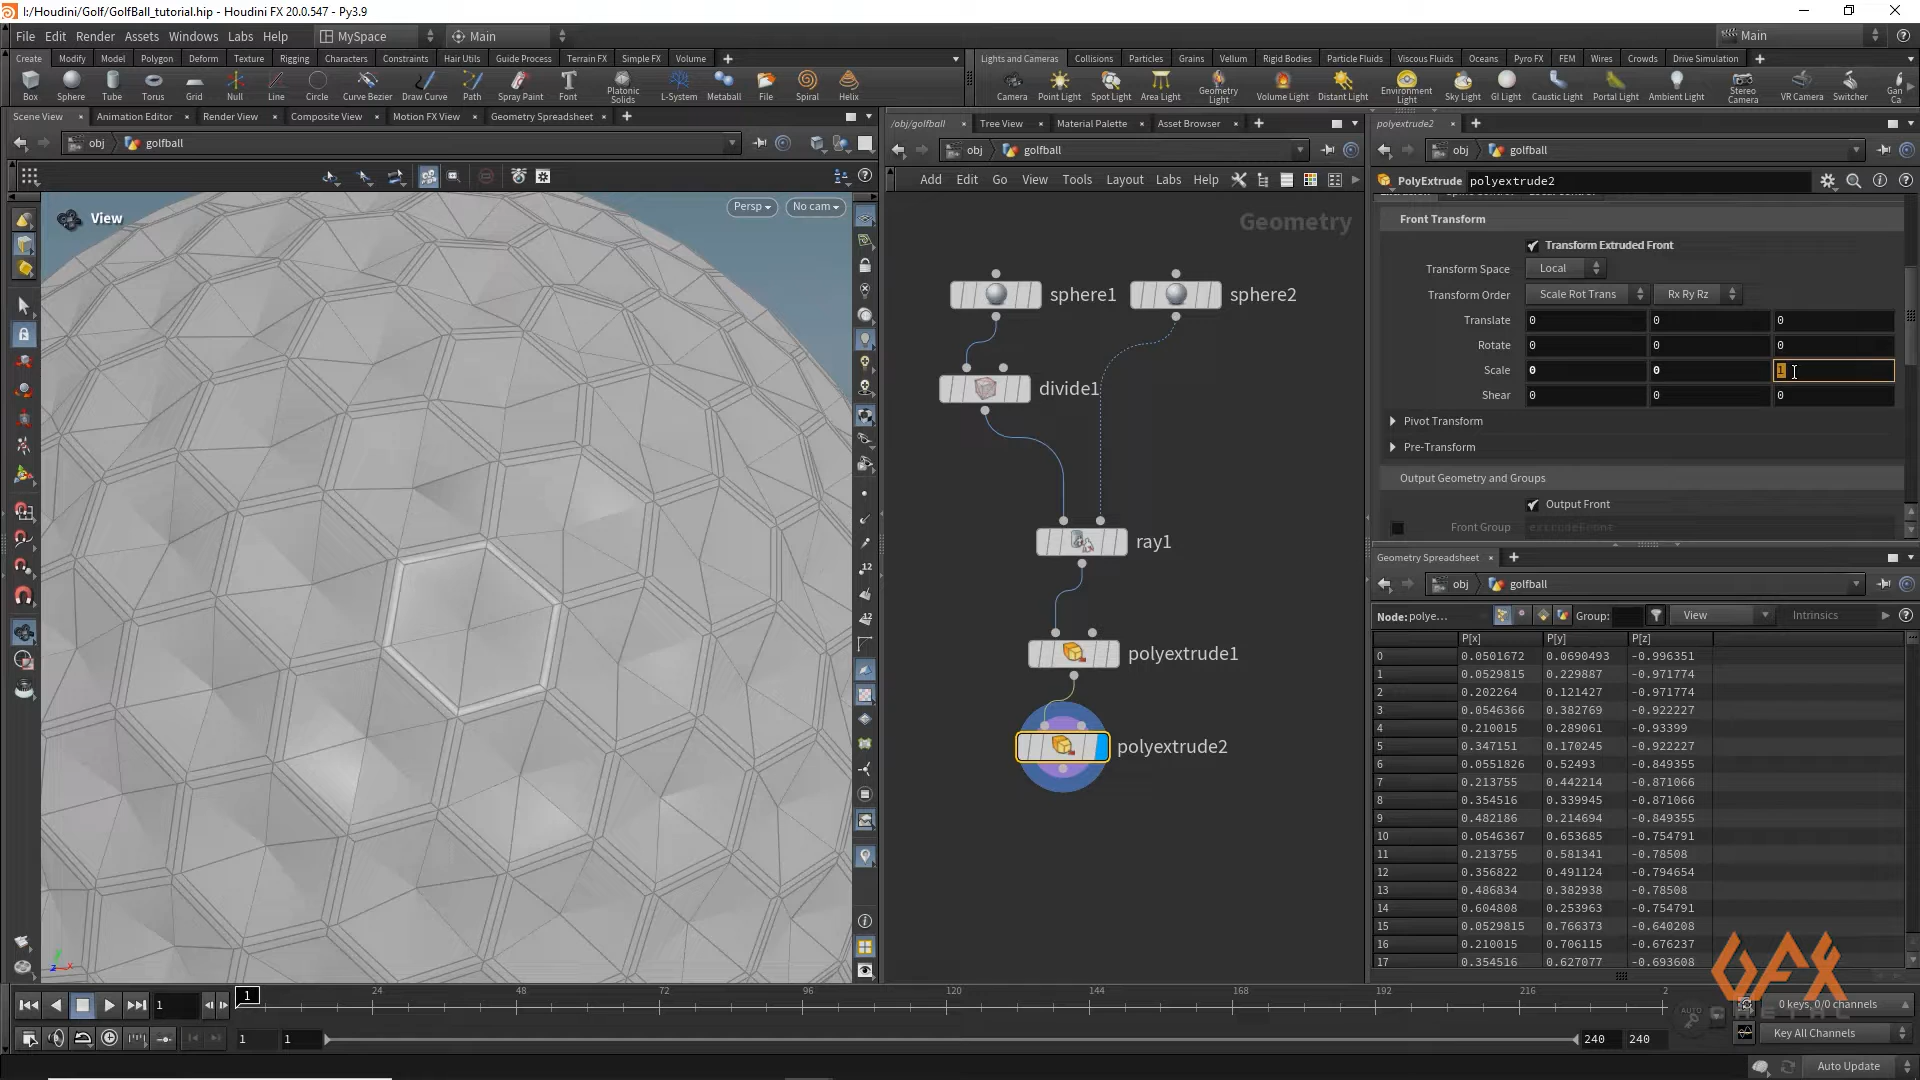 I:/Houdini/Golf/GolfBall_tutorial.hip - Houdini FX 20.0.547 - Py3.9
File Edit Render Assets Windows Labs Help MySpace Main Main
Create Modify Model Polygon Deform Texture Rigging Characters Constraints Hair Utils Guide Process Terrain FX Simple FX Volume
Lights and Cameras Collisions Particles Grains Vellum Rigid Bodies Particle Fluids Viscous Fluids Oceans Pyro FX FEM Wires Crowds Drive Simulation
Box Sphere Tube Torus Grid Null Line Circle Curve Bezier Draw Curve Path Spray Paint Font Platonic Solids L-System Metaball File Spiral Helix
Camera Point Light Spot Light Area Light Geometry Light Volume Light Distant Light Environment Light Sky Light GI Light Caustic Light Portal Light Ambient Light Stereo Camera VR Camera Switcher Gan Ca
Scene View Animation Editor Render View Composite View Motion FX View Geometry Spreadsheet
obj golfball
View
Persp No cam
/obj/golfball Tree View Material Palette Asset Browser
obj golfball
Add Edit Go View Tools Layout Labs Help
Geometry
sphere1
sphere2
divide1
ray1
polyextrude1
polyextrude2
polyextrude2
obj golfball
PolyExtrude polyextrude2
Front Transform
Transform Extruded Front
Transform Space Local
Transform Order Scale Rot Trans Rx Ry Rz
Translate 0 0 0
Rotate 0 0 0
Scale 0 0 1
Shear 0 0 0
Pivot Transform
Pre-Transform
Output Geometry and Groups
Output Front
Front Group extrudeFront
Geometry Spreadsheet
obj golfball
Node: polye... Group: View Intrinsics
P[x] P[y] P[z]
0 0.0501672 0.0690493 -0.996351
1 0.0529815 0.229887 -0.971774
2 0.202264 0.121427 -0.971774
3 0.0546366 0.382769 -0.922227
4 0.210015 0.289061 -0.93399
5 0.347151 0.170245 -0.922227
6 0.0551826 0.52493 -0.849355
7 0.213755 0.442214 -0.871066
8 0.354516 0.339945 -0.871066
9 0.482186 0.214694 -0.849355
10 0.0546367 0.653685 -0.754791
11 0.213755 0.581341 -0.78508
12 0.356822 0.491124 -0.794654
13 0.486834 0.382938 -0.78508
14 0.604808 0.253963 -0.754791
15 0.0529815 0.766373 -0.640208
16 0.210015 0.706115 -0.676237
17 0.354516 0.627077 -0.693608
1 1 24 48 72 96 120 144 168 192 216 2
0 keys, 0/0 channels
1 1 240 240
Key All Channels
Auto Update
GFX